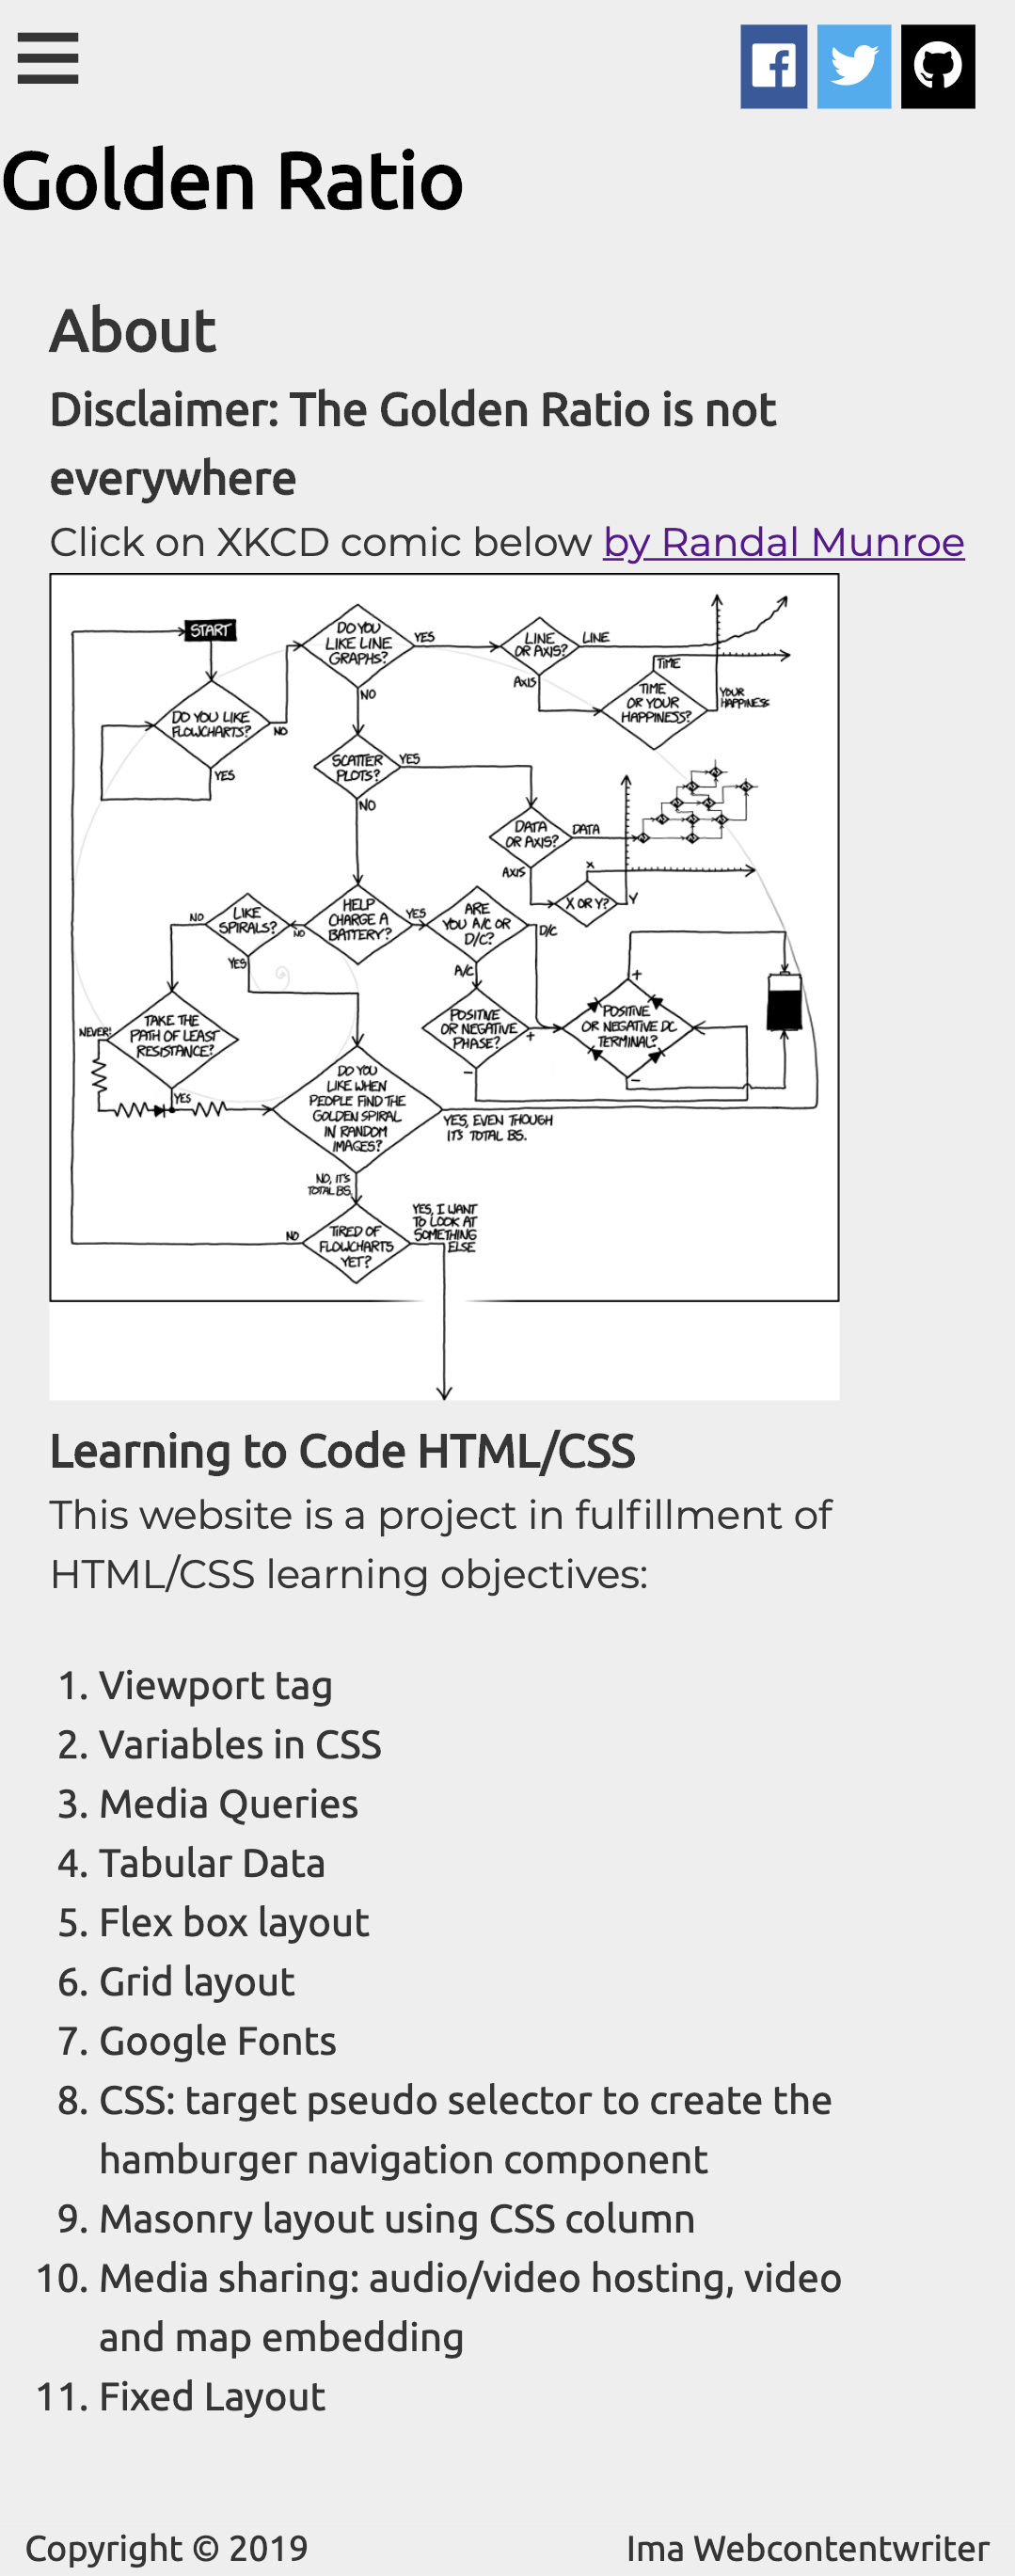 Golden Ratio
About
Disclaimer: The Golden Ratio is not
everywhere
Click on XKCD comic below by Randal Munroe
START
DO YOU
LIKE LINE
GRAPHS?
YES
LINE
OR AXIS?
LINE
AXIS
TIME
TIME
OR YOUR
HAPPINESS?
YOUR
HAPPINESS
NO
DO YOU LIKE
FLOWCHARTS?
NO
YES
SCATTER
PLOTS?
YES
NO
DATA
OR AXIS?
DATA
AXIS
X
X OR Y?
Y
NO
LIKE
SPIRALS?
NO
HELP
CHARGE A
BATTERY?
YES
ARE
YOU A/C OR
D/C?
D/C
YES
A/C
+
NEVER!
TAKE THE
PATH OF LEAST
RESISTANCE?
POSITIVE
OR NEGATIVE
PHASE?
+
POSITIVE
OR NEGATIVE DC
TERMINAL?
−
−
YES
DO YOU
LIKE WHEN
PEOPLE FIND THE
GOLDEN SPIRAL
IN RANDOM
IMAGES?
YES, EVEN THOUGH
IT'S TOTAL BS.
NO, IT'S
TOTAL BS.
NO
TIRED OF
FLOWCHARTS
YET?
YES, I WANT
TO LOOK AT
SOMETHING
ELSE
Learning to Code HTML/CSS
This website is a project in fulfillment of
HTML/CSS learning objectives:
1. Viewport tag
2. Variables in CSS
3. Media Queries
4. Tabular Data
5. Flex box layout
6. Grid layout
7. Google Fonts
8. CSS: target pseudo selector to create the
hamburger navigation component
9. Masonry layout using CSS column
10. Media sharing: audio/video hosting, video
and map embedding
11. Fixed Layout
Copyright © 2019 Ima Webcontentwriter